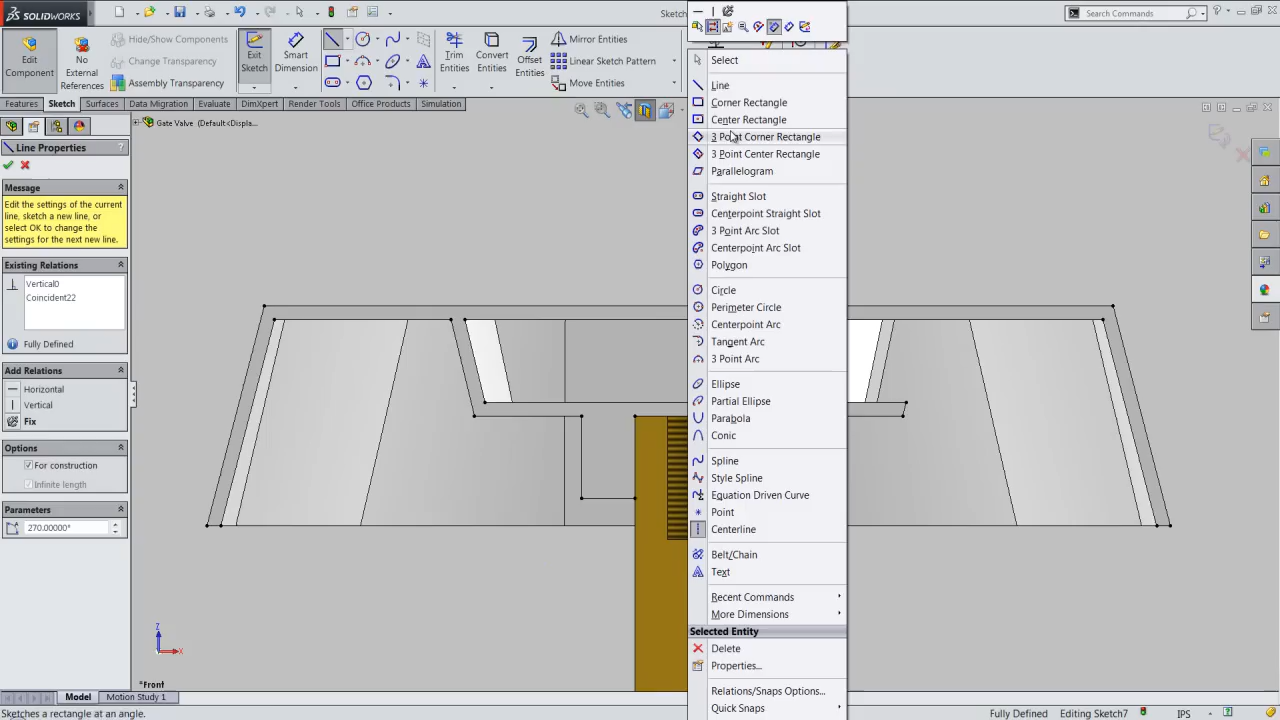 SOLIDWORKS
Sketch
Search Commands
Edit Component
No External References
Hide/Show Components
Change Transparency
Assembly Transparency
Exit Sketch
Smart Dimension
Trim Entities
Convert Entities
Offset Entities
Mirror Entities
Linear Sketch Pattern
Move Entities
Features
Sketch
Surfaces
Data Migration
Evaluate
DimXpert
Render Tools
Office Products
Simulation
Gate Valve (Default<Displa...
Line Properties
?
Message
Edit the settings of the current
line, sketch a new line, or
select OK to change the
settings for the next new line.
Existing Relations
Vertical0
Coincident22
Fully Defined
Add Relations
Horizontal
Vertical
Fix
Options
For construction
Infinite length
Parameters
270.00000°
Select
Line
Corner Rectangle
Center Rectangle
3 Point Corner Rectangle
3 Point Center Rectangle
Parallelogram
Straight Slot
Centerpoint Straight Slot
3 Point Arc Slot
Centerpoint Arc Slot
Polygon
Circle
Perimeter Circle
Centerpoint Arc
Tangent Arc
3 Point Arc
Ellipse
Partial Ellipse
Parabola
Conic
Spline
Style Spline
Equation Driven Curve
Point
Centerline
Belt/Chain
Text
Recent Commands
More Dimensions
Selected Entity
Delete
Properties...
Relations/Snaps Options...
Quick Snaps
Z
X
*Front
Model
Motion Study 1
Sketches a rectangle at an angle.
Fully Defined
Editing Sketch7
IPS